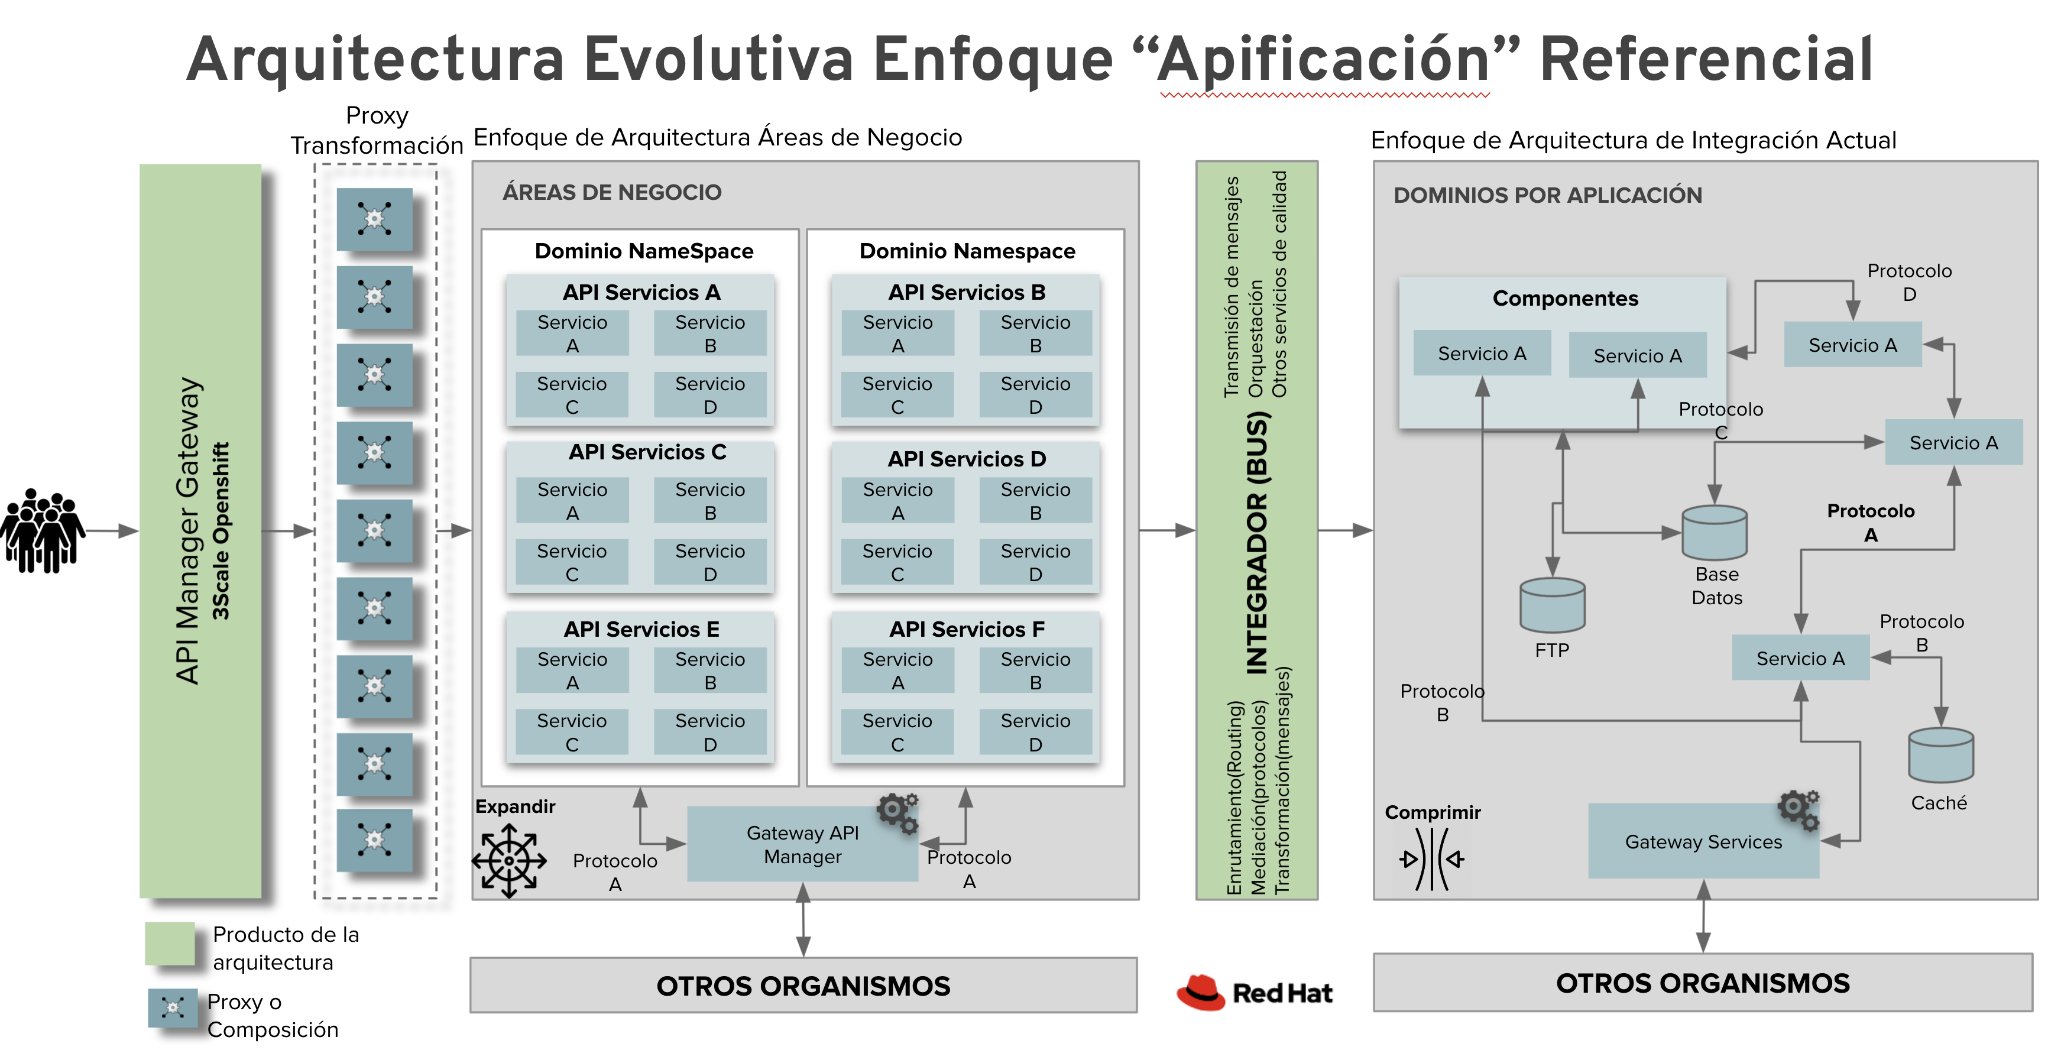 Arquitectura Evolutiva Enfoque “Apificación” Referencial
Proxy
Transformación
Enfoque de Arquitectura Áreas de Negocio
Enfoque de Arquitectura de Integración Actual
API Manager Gateway
3Scale Openshift
ÁREAS DE NEGOCIO
Dominio NameSpace
API Servicios A
Servicio
A
Servicio
B
Servicio
C
Servicio
D
API Servicios C
Servicio
A
Servicio
B
Servicio
C
Servicio
D
API Servicios E
Servicio
A
Servicio
B
Servicio
C
Servicio
D
Dominio Namespace
API Servicios B
Servicio
A
Servicio
B
Servicio
C
Servicio
D
API Servicios D
Servicio
A
Servicio
B
Servicio
C
Servicio
D
API Servicios F
Servicio
A
Servicio
B
Servicio
C
Servicio
D
Expandir
Protocolo
A
Gateway API
Manager
Protocolo
A
OTROS ORGANISMOS
Transmisión de mensajes
Orquestación
Otros servicios de calidad
INTEGRADOR (BUS)
Enrutamiento(Routing)
Mediación(protocolos)
Transformación(mensajes)
DOMINIOS POR APLICACIÓN
Componentes
Servicio A
Servicio A
Protocolo
D
Servicio A
Protocolo
C
Servicio A
Protocolo
A
Base
Datos
FTP
Servicio A
Protocolo
B
Protocolo
B
Caché
Comprimir
Gateway Services
OTROS ORGANISMOS
Producto de la
arquitectura
Proxy o
Composición
Red Hat